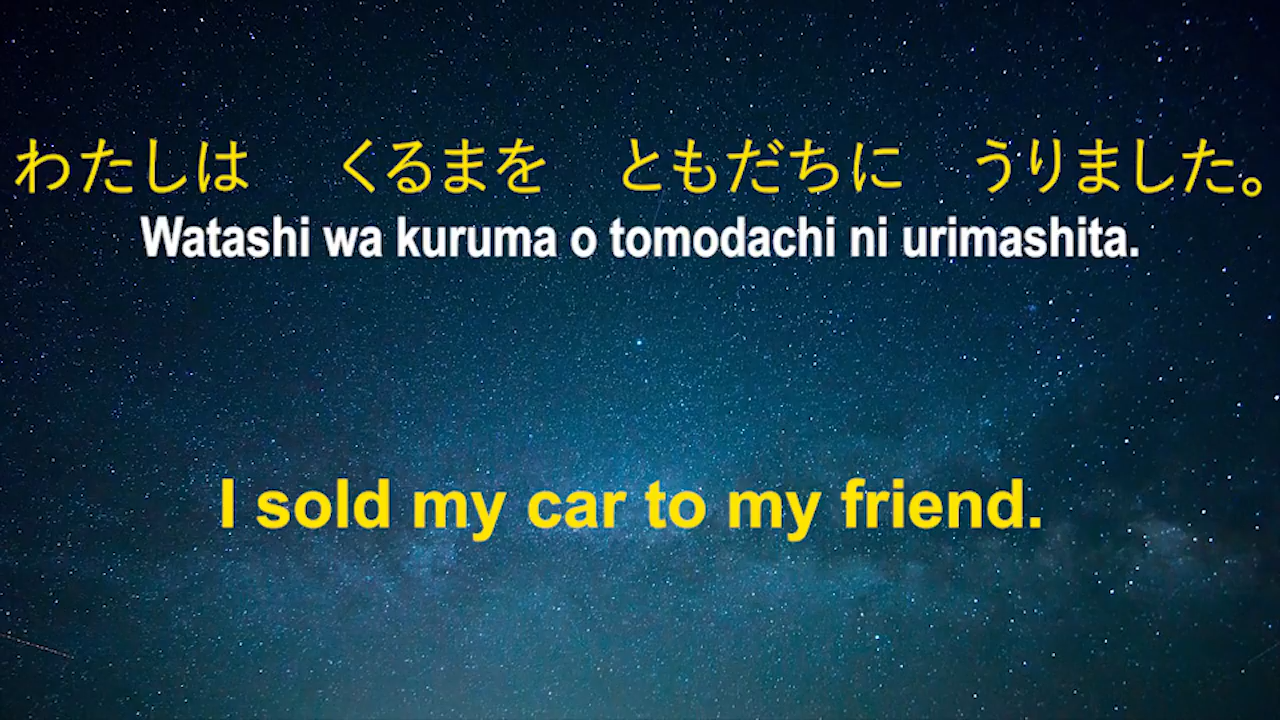 わたしは くるまを ともだちに うりました。
Watashi wa kuruma o tomodachi ni urimashita.
I sold my car to my friend.